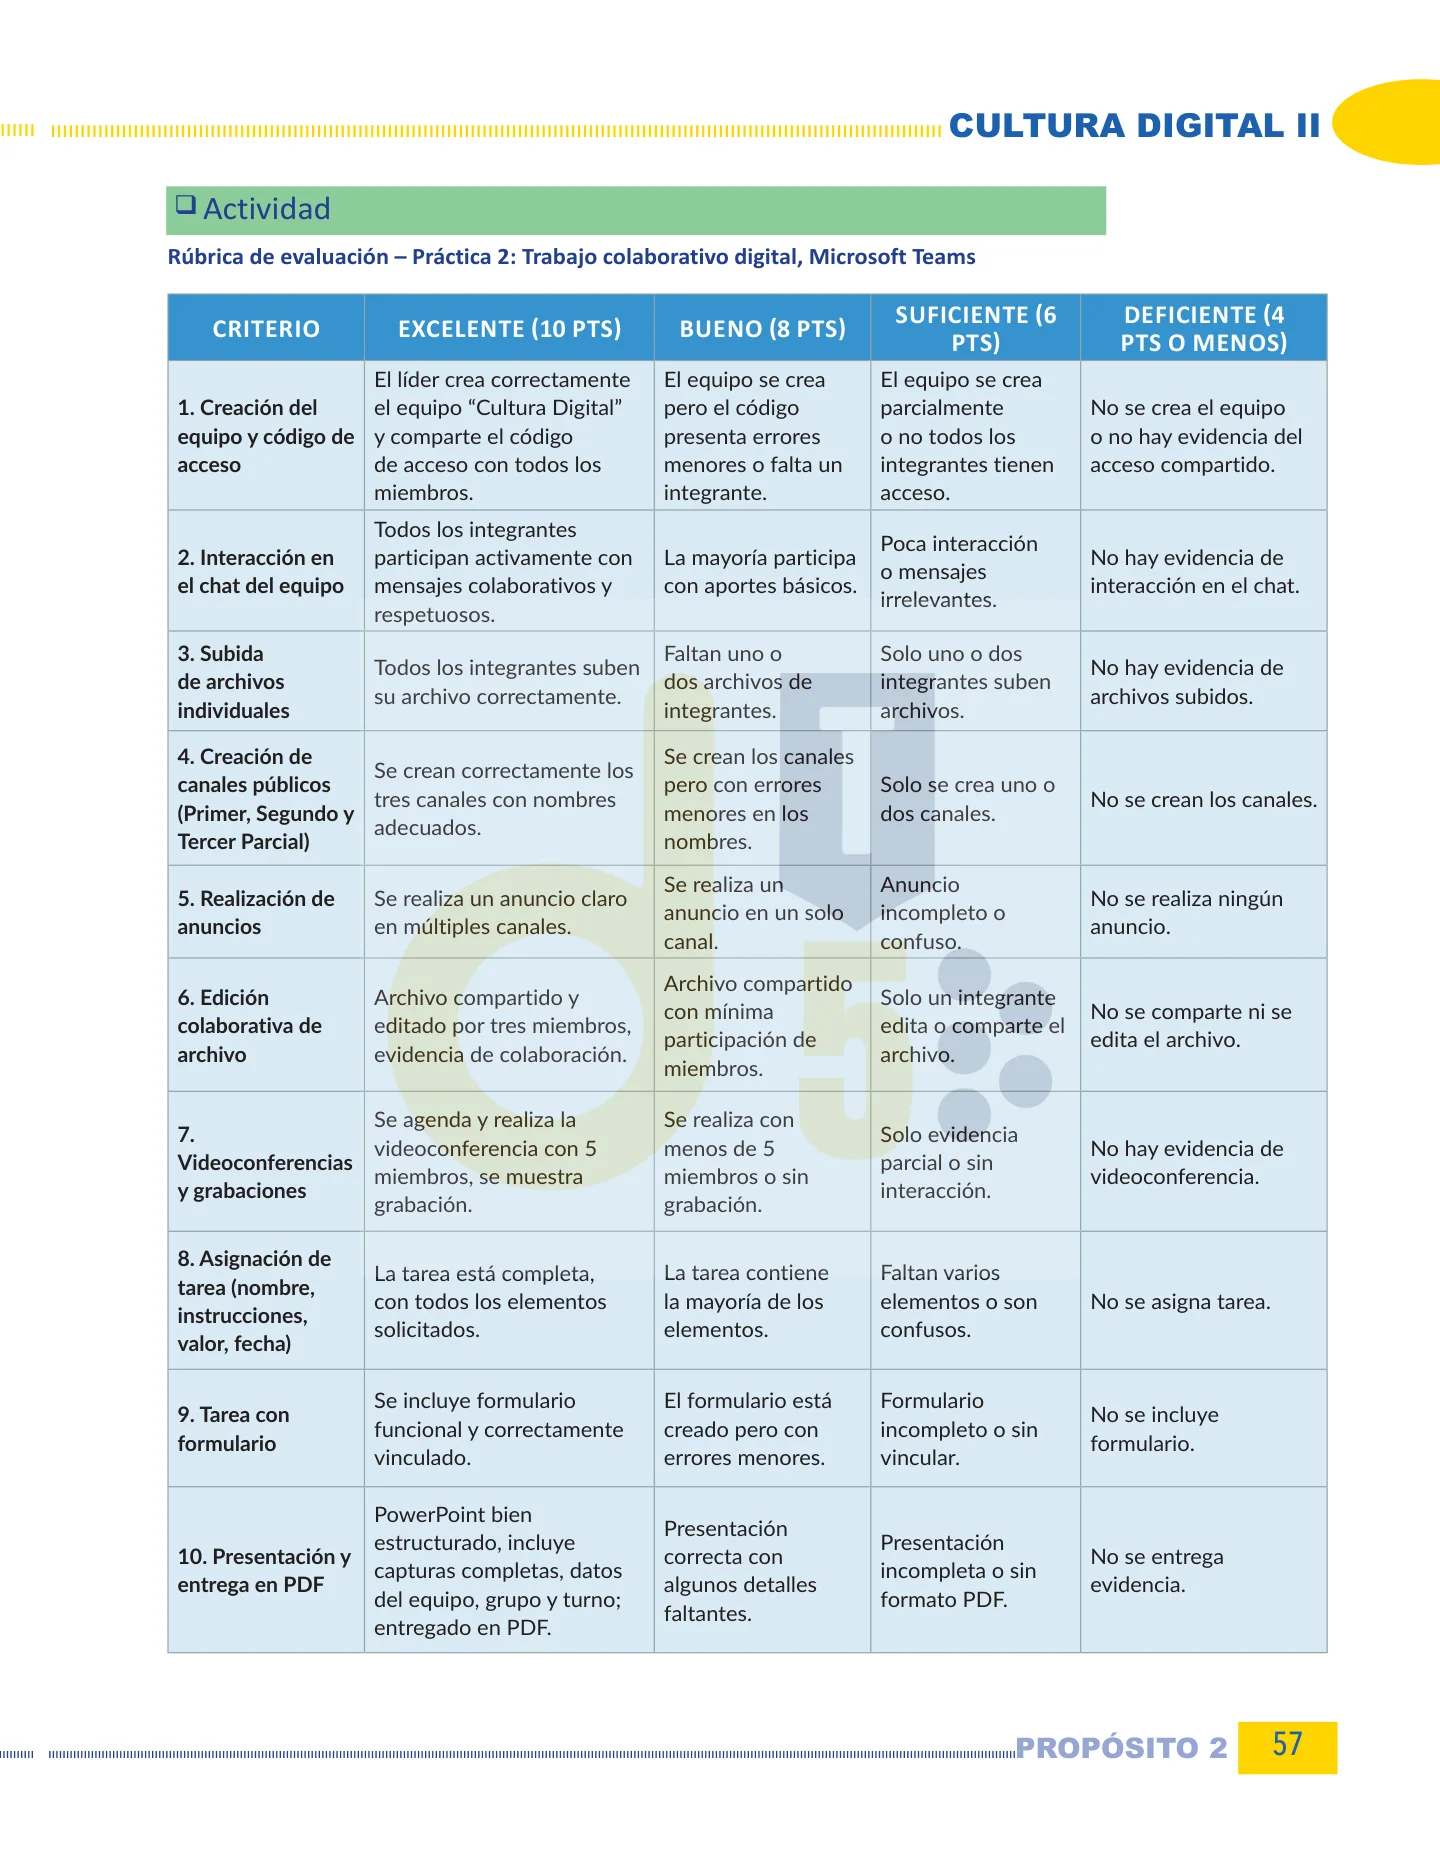 CULTURA DIGITAL II
❑ Actividad
Rúbrica de evaluación – Práctica 2: Trabajo colaborativo digital, Microsoft Teams
CRITERIO
EXCELENTE (10 PTS)
BUENO (8 PTS)
SUFICIENTE (6
PTS)
DEFICIENTE (4
PTS O MENOS)
1. Creación del
equipo y código de
acceso
El líder crea correctamente
el equipo “Cultura Digital”
y comparte el código
de acceso con todos los
miembros.
El equipo se crea
pero el código
presenta errores
menores o falta un
integrante.
El equipo se crea
parcialmente
o no todos los
integrantes tienen
acceso.
No se crea el equipo
o no hay evidencia del
acceso compartido.
2. Interacción en
el chat del equipo
Todos los integrantes
participan activamente con
mensajes colaborativos y
respetuosos.
La mayoría participa
con aportes básicos.
Poca interacción
o mensajes
irrelevantes.
No hay evidencia de
interacción en el chat.
3. Subida
de archivos
individuales
Todos los integrantes suben
su archivo correctamente.
Faltan uno o
dos archivos de
integrantes.
Solo uno o dos
integrantes suben
archivos.
No hay evidencia de
archivos subidos.
4. Creación de
canales públicos
(Primer, Segundo y
Tercer Parcial)
Se crean correctamente los
tres canales con nombres
adecuados.
Se crean los canales
pero con errores
menores en los
nombres.
Solo se crea uno o
dos canales.
No se crean los canales.
5. Realización de
anuncios
Se realiza un anuncio claro
en múltiples canales.
Se realiza un
anuncio en un solo
canal.
Anuncio
incompleto o
confuso.
No se realiza ningún
anuncio.
6. Edición
colaborativa de
archivo
Archivo compartido y
editado por tres miembros,
evidencia de colaboración.
Archivo compartido
con mínima
participación de
miembros.
Solo un integrante
edita o comparte el
archivo.
No se comparte ni se
edita el archivo.
7.
Videoconferencias
y grabaciones
Se agenda y realiza la
videoconferencia con 5
miembros, se muestra
grabación.
Se realiza con
menos de 5
miembros o sin
grabación.
Solo evidencia
parcial o sin
interacción.
No hay evidencia de
videoconferencia.
8. Asignación de
tarea (nombre,
instrucciones,
valor, fecha)
La tarea está completa,
con todos los elementos
solicitados.
La tarea contiene
la mayoría de los
elementos.
Faltan varios
elementos o son
confusos.
No se asigna tarea.
9. Tarea con
formulario
Se incluye formulario
funcional y correctamente
vinculado.
El formulario está
creado pero con
errores menores.
Formulario
incompleto o sin
vincular.
No se incluye
formulario.
10. Presentación y
entrega en PDF
PowerPoint bien
estructurado, incluye
capturas completas, datos
del equipo, grupo y turno;
entregado en PDF.
Presentación
correcta con
algunos detalles
faltantes.
Presentación
incompleta o sin
formato PDF.
No se entrega
evidencia.
PROPÓSITO 2
57